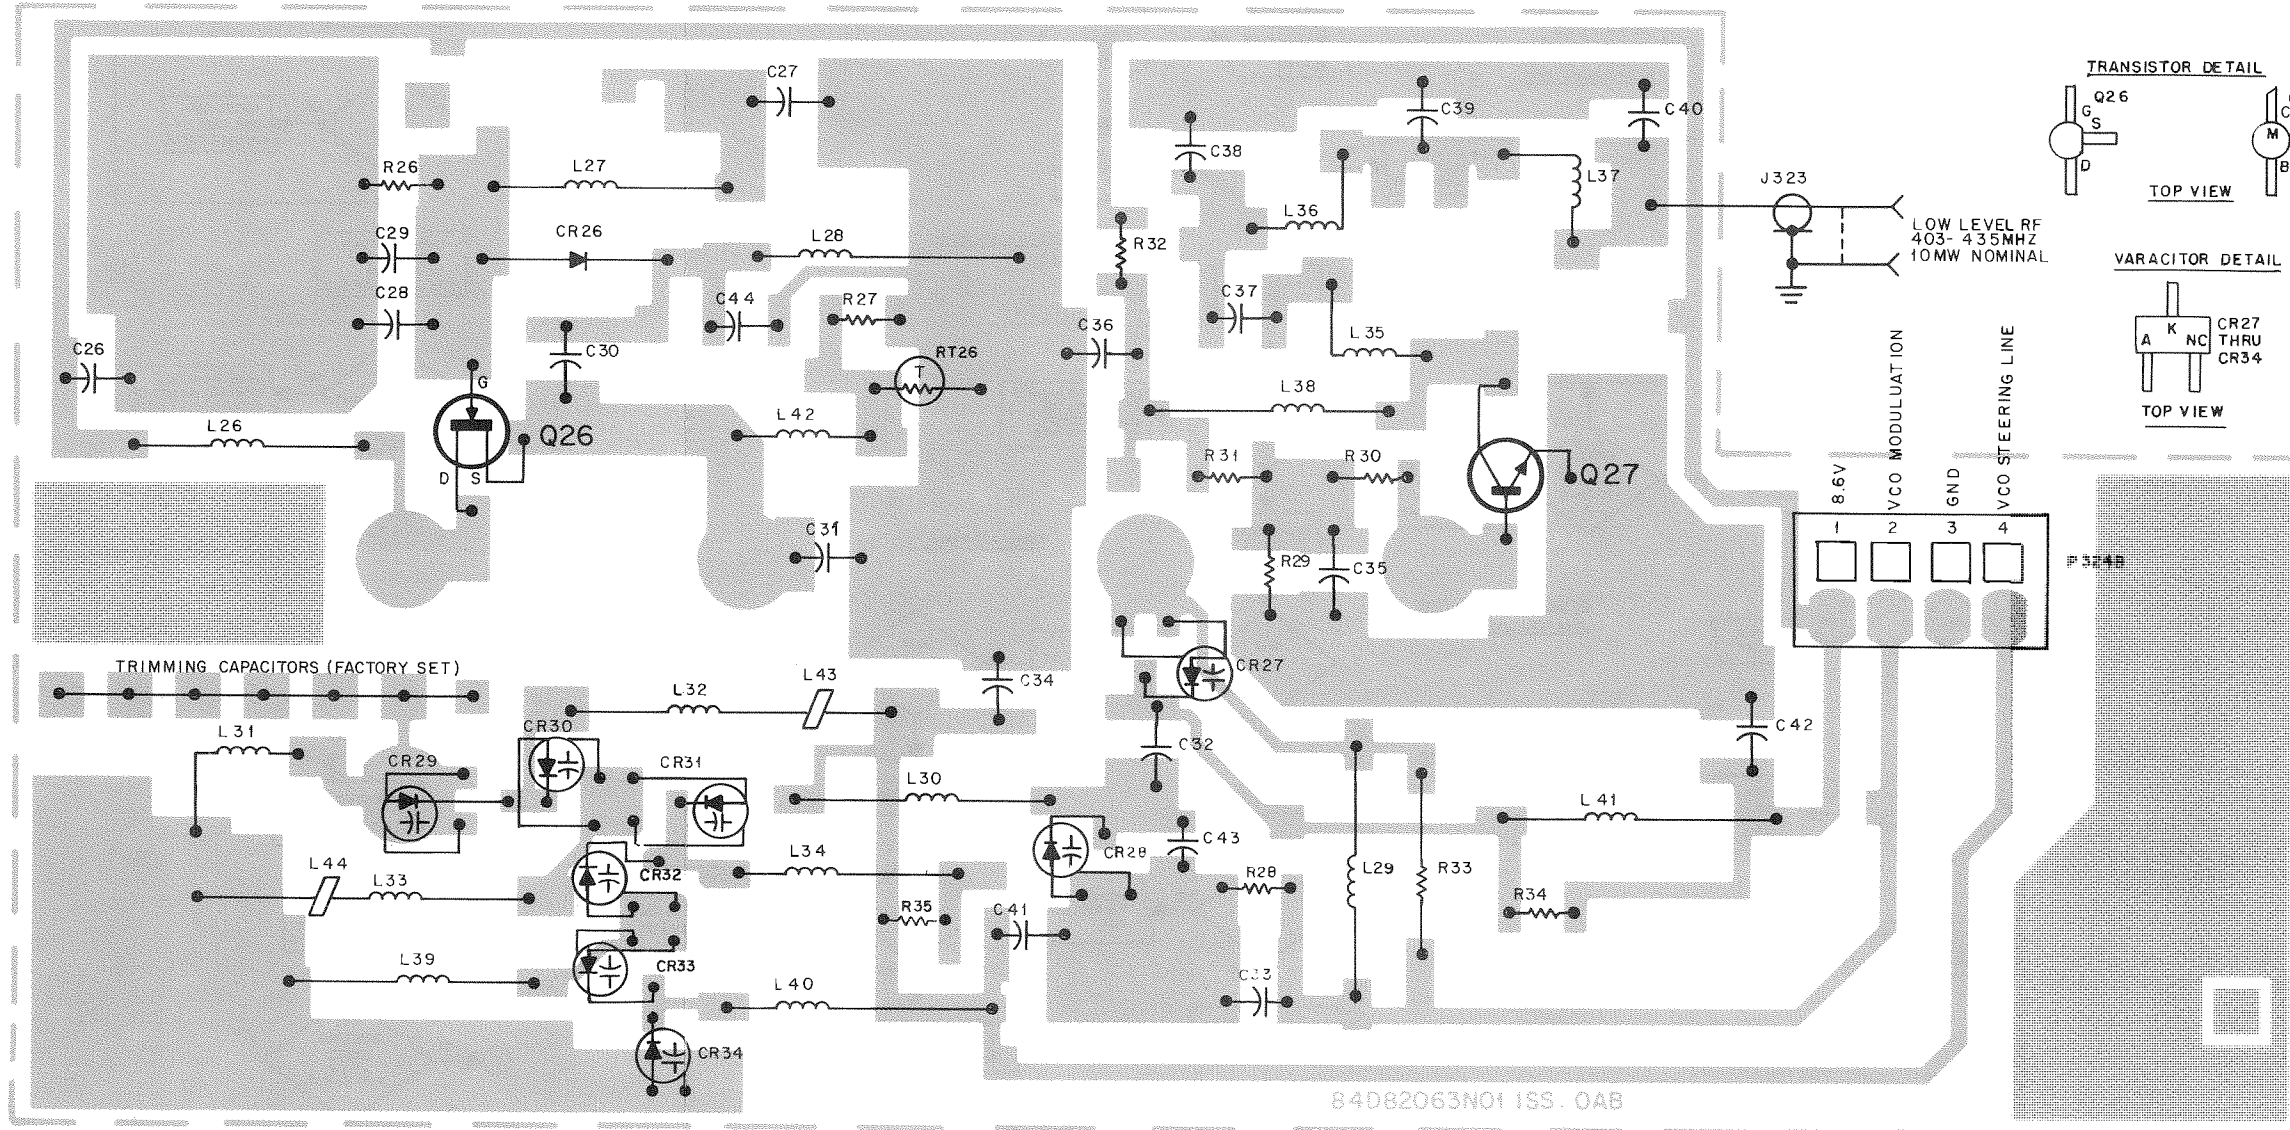 TRANSISTOR DETAIL
Q26
G
S
D
C
M
B
TOP VIEW
VARACITOR DETAIL
K
A
NC
CR27
THRU
CR34
TOP VIEW
C27
C39
C40
C38
R26
L27
L37
J323
L36
LOW LEVEL RF
403-435MHZ
10MW NOMINAL
C29
CR26
L28
R32
C28
C44
R27
C37
C36
L35
C26
C30
RT26
T
G
L38
L26
Q26
L42
D
S
R31
R30
Q27
8.6V
VCO MODULUATION
GND
VCO STEERING LINE
1
2
3
4
P324B
C31
R29
C35
TRIMMING CAPACITORS (FACTORY SET)
CR27
L43
C34
L32
L31
CR30
C42
C32
CR29
CR31
L30
L41
C43
CR28
L44
L33
CR32
L34
R28
L29
R33
R34
R35
C41
L39
CR33
C33
L40
CR34
84D82063N01 ISS. OAB